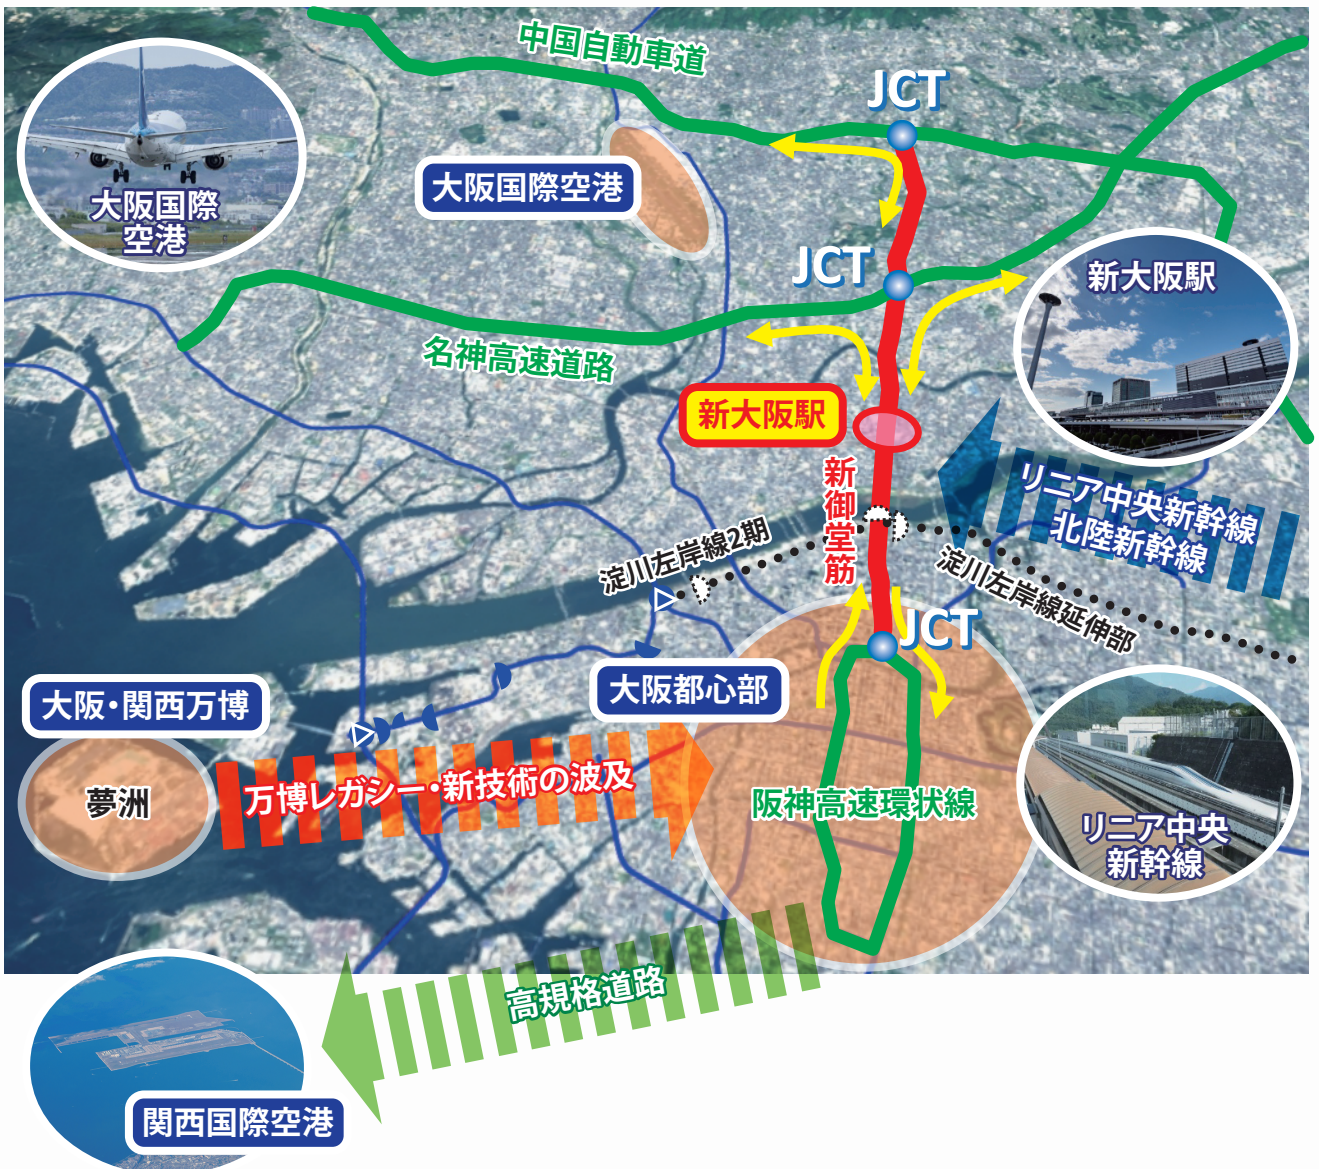 中国自動車道
JCT
大阪国際空港
大阪国際
空港
JCT
新大阪駅
名神高速道路
新大阪駅
新御堂筋
リニア中央新幹線
北陸新幹線
淀川左岸線2期
淀川左岸線延伸部
JCT
大阪都心部
大阪・関西万博
夢洲
万博レガシー・新技術の波及
阪神高速環状線
リニア中央
新幹線
高規格道路
関西国際空港